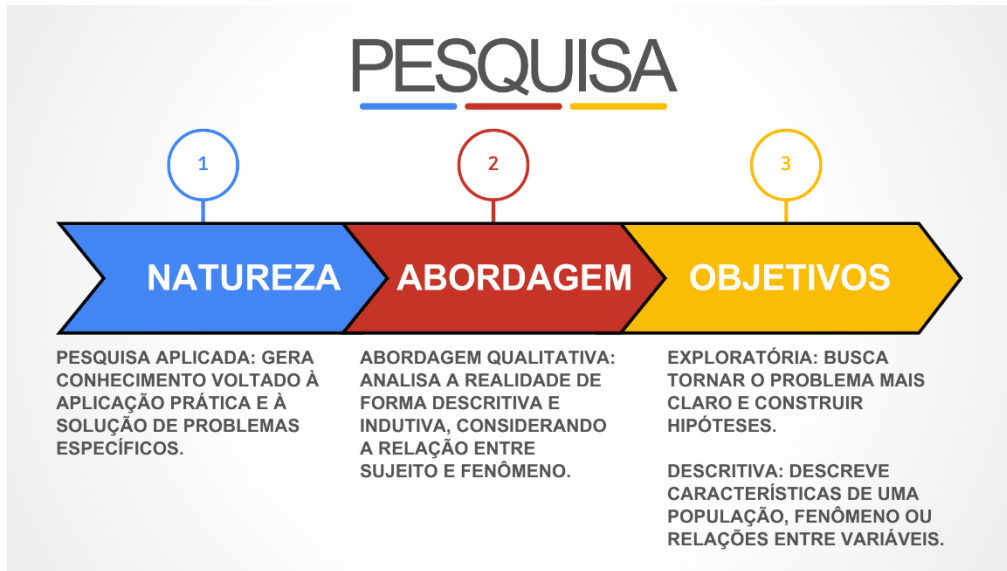 PESQUISA
1
2
3
NATUREZA
ABORDAGEM
OBJETIVOS
PESQUISA APLICADA: GERA
CONHECIMENTO VOLTADO À
APLICAÇÃO PRÁTICA E À
SOLUÇÃO DE PROBLEMAS
ESPECÍFICOS.
ABORDAGEM QUALITATIVA:
ANALISA A REALIDADE DE
FORMA DESCRITIVA E
INDUTIVA, CONSIDERANDO
A RELAÇÃO ENTRE
SUJEITO E FENÔMENO.
EXPLORATÓRIA: BUSCA
TORNAR O PROBLEMA MAIS
CLARO E CONSTRUIR
HIPÓTESES.
DESCRITIVA: DESCREVE
CARACTERÍSTICAS DE UMA
POPULAÇÃO, FENÔMENO OU
RELAÇÕES ENTRE VARIÁVEIS.